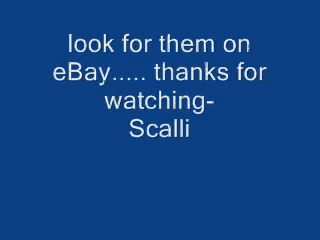 look for them on
eBay..... thanks for
watching-
Scalli